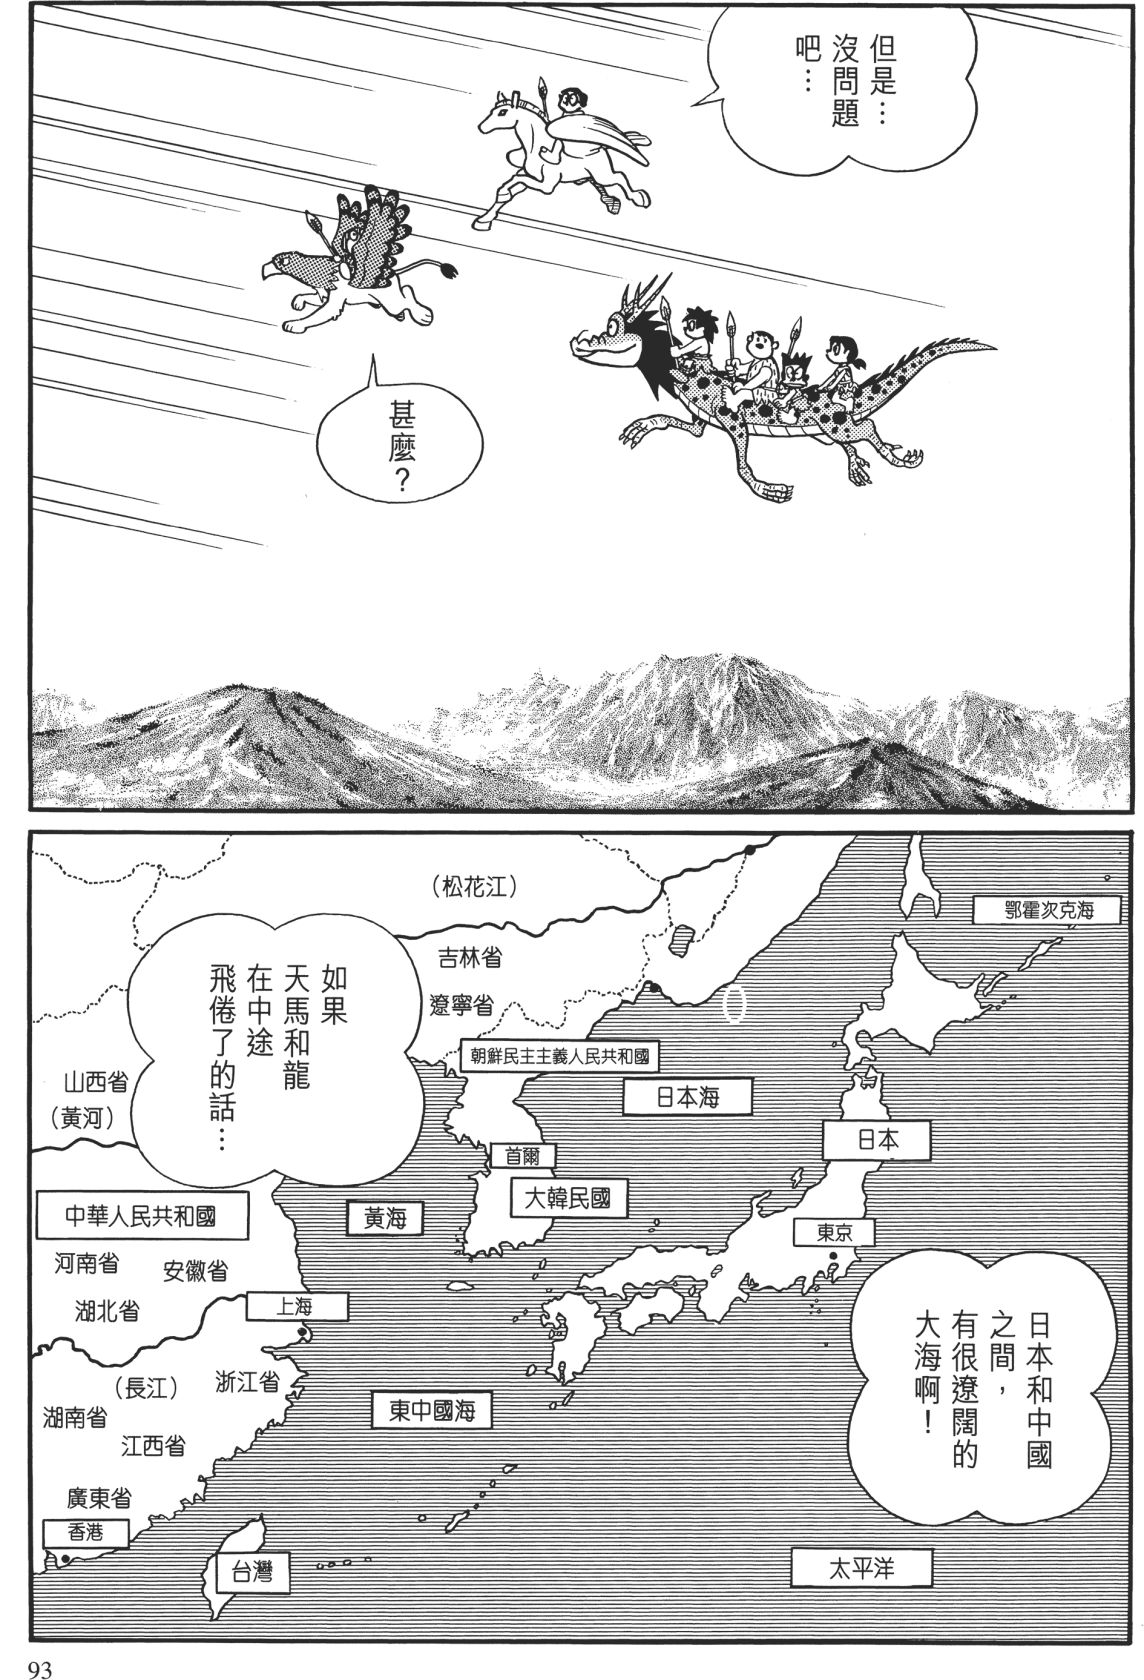 但是…
沒問題
吧…
甚麼？
日本和中國
之間，
有很遼闊的
大海啊！
如果
天馬和龍
在中途
飛倦了的話…
（松花江）
鄂霍次克海
吉林省
遼寧省
朝鮮民主主義人民共和國
山西省
（黃河）
日本海
日本
首爾
大韓民國
中華人民共和國
黃海
東京
河南省
安徽省
湖北省
上海
（長江）
浙江省
湖南省
江西省
東中國海
廣東省
香港
台灣
太平洋
93